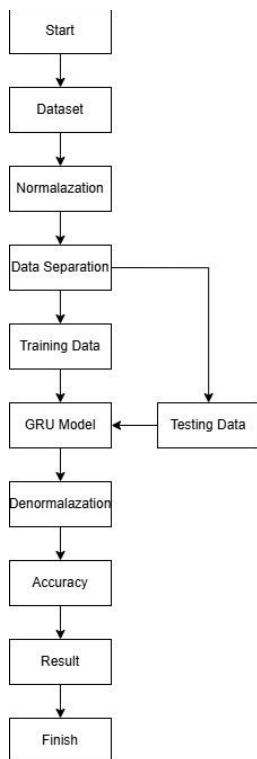 Start
Dataset
Normalazation
Data Separation
Training Data
GRU Model
Testing Data
Denormalazation
Accuracy
Result
Finish